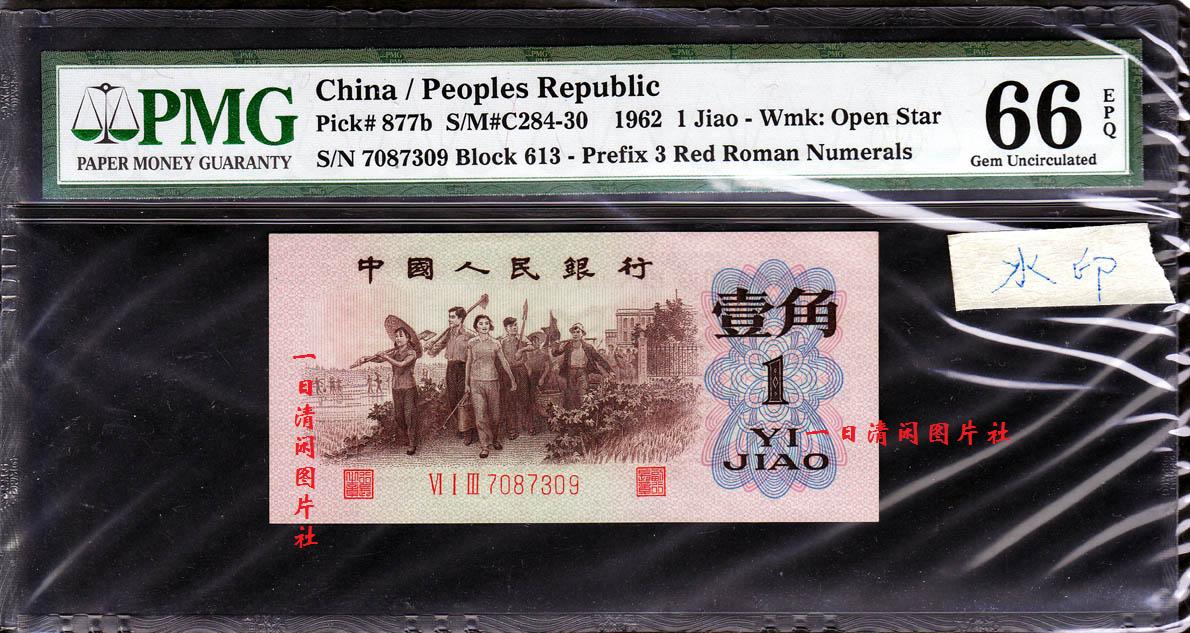 PMG
PAPER MONEY GUARANTY
China / Peoples Republic
Pick# 877b S/M#C284-30 1962 1 Jiao - Wmk: Open Star
S/N 7087309 Block 613 - Prefix 3 Red Roman Numerals
66
EPQ
Gem Uncirculated
水印
中國人民銀行
壹角
1
YI
JIAO
VI I III 7087309
一日清闲图片社
一日清闲图片社